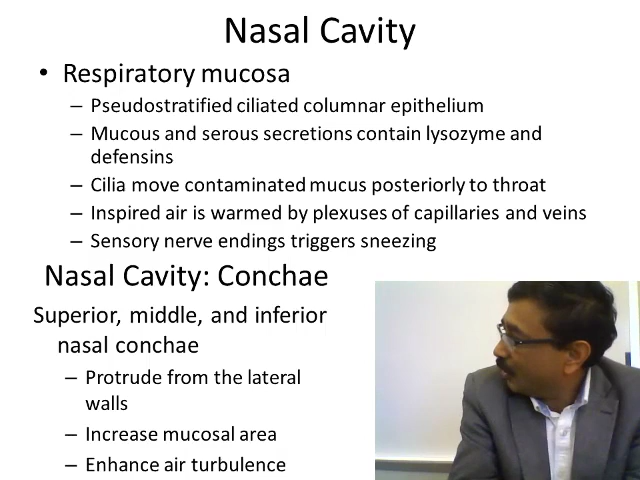 Nasal Cavity
• Respiratory mucosa
– Pseudostratified ciliated columnar epithelium
– Mucous and serous secretions contain lysozyme and
defensins
– Cilia move contaminated mucus posteriorly to throat
– Inspired air is warmed by plexuses of capillaries and veins
– Sensory nerve endings triggers sneezing
Nasal Cavity: Conchae
Superior, middle, and inferior
nasal conchae
– Protrude from the lateral
walls
– Increase mucosal area
– Enhance air turbulence